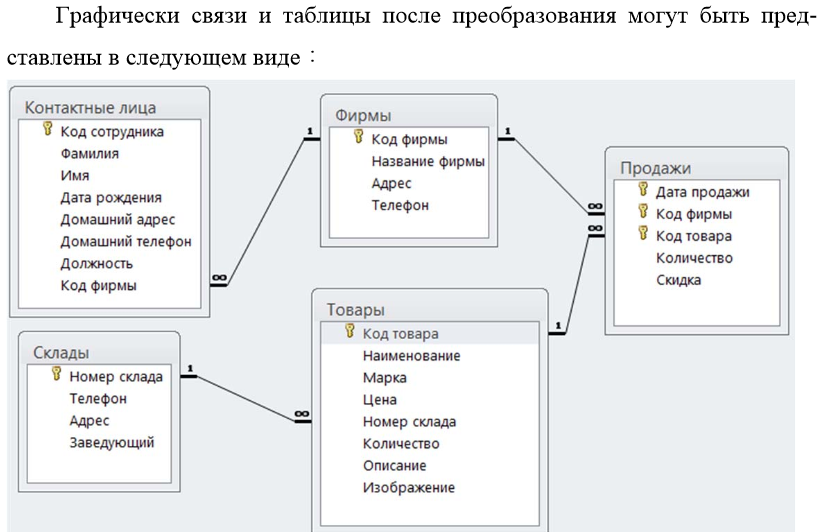 Графически связи и таблицы после преобразования могут быть пред-
ставлены в следующем виде :
Контактные лица
Код сотрудника
Фамилия
Имя
Дата рождения
Домашний адрес
Домашний телефон
Должность
Код фирмы
∞
1
Фирмы
Код фирмы
Название фирмы
Адрес
Телефон
1
∞
∞
Продажи
Дата продажи
Код фирмы
Код товара
Количество
Скидка
Склады
Номер склада
Телефон
Адрес
Заведующий
1
∞
Товары
Код товара
Наименование
Марка
Цена
Номер склада
Количество
Описание
Изображение
1